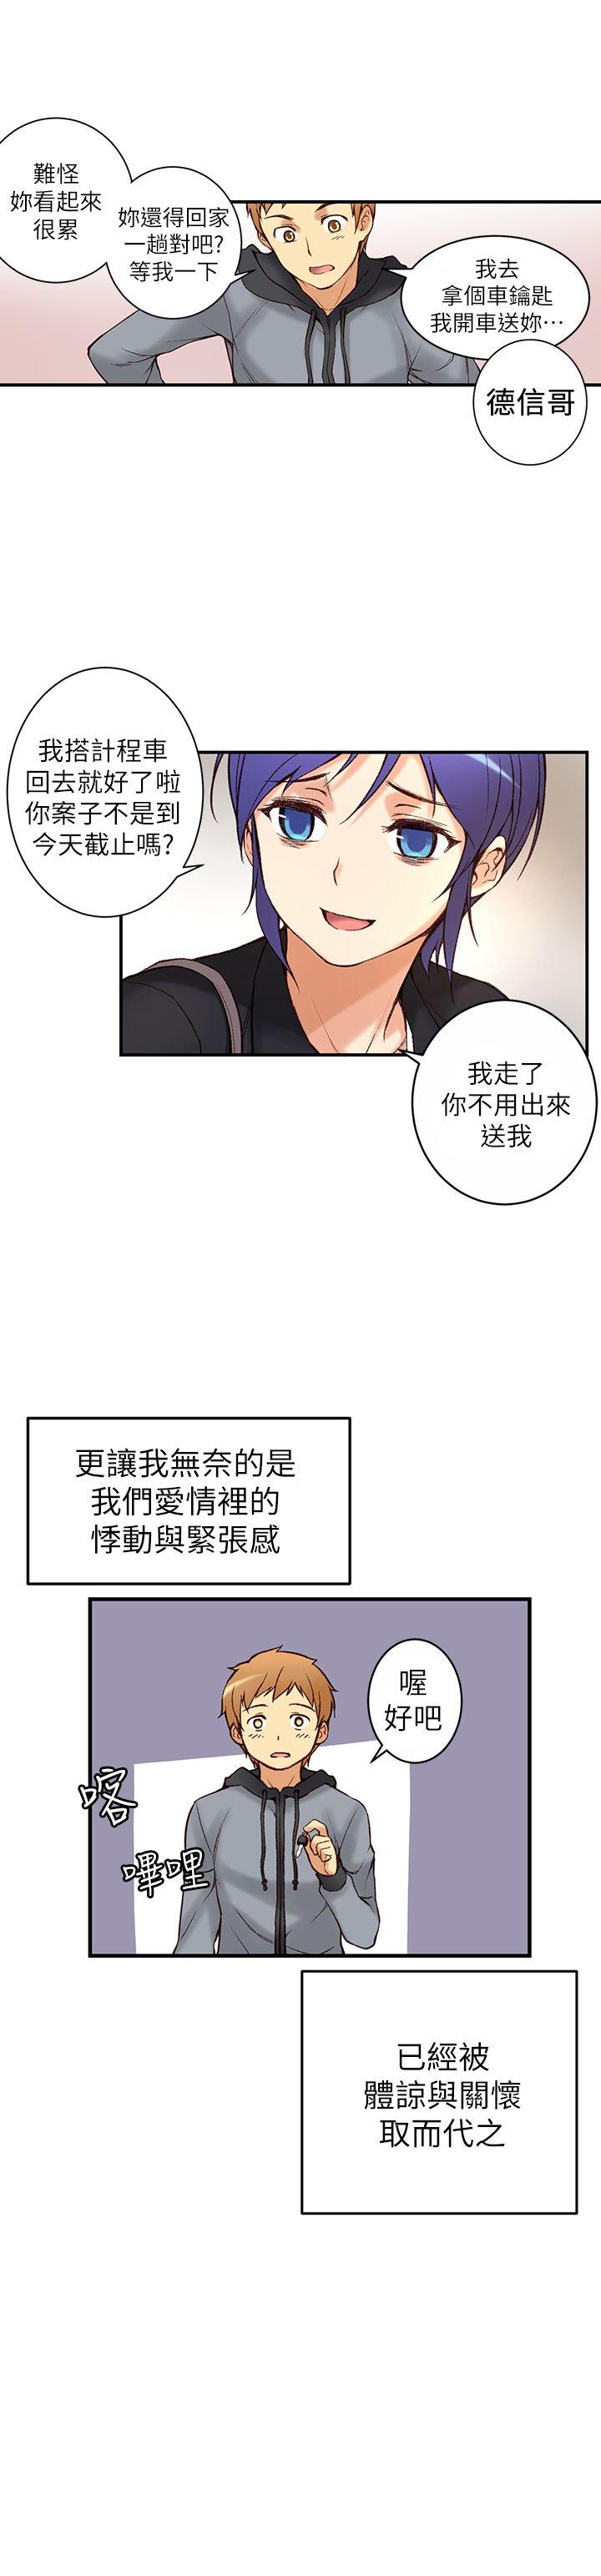 難怪
妳看起來
很累
妳還得回家
一趟對吧?
等我一下
我去
拿個車鑰匙
我開車送妳…
德信哥
我搭計程車
回去就好了啦
你案子不是到
今天截止嗎?
我走了
你不用出來
送我
更讓我無奈的是
我們愛情裡的
悸動與緊張感
喔
好吧
喀
嗶哩
已經被
體諒與關懷
取而代之